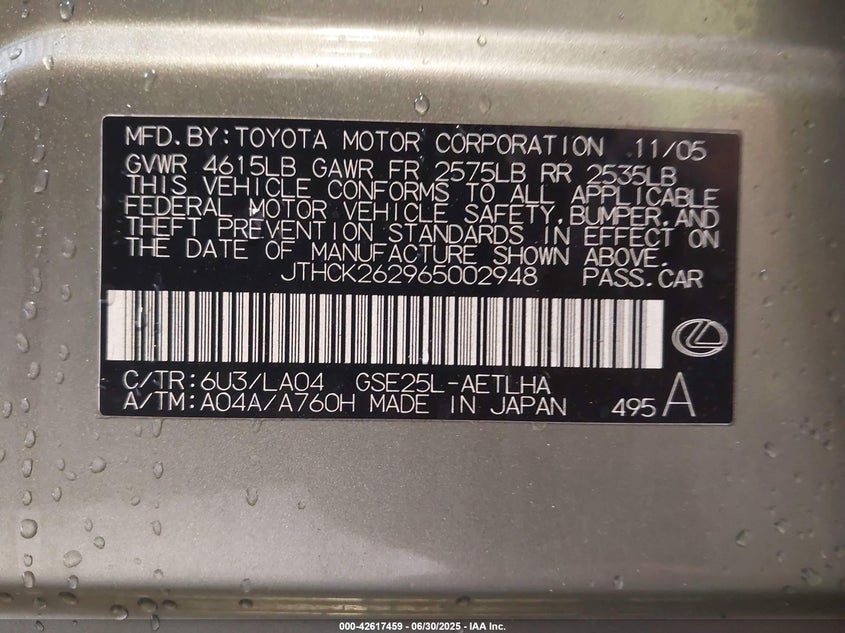 MFD.BY:TOYOTA MOTOR CORPORATION 11/05
GVWR 4615LB GAWR FR 2575LB RR 2535LB
THIS VEHICLE CONFORMS TO ALL APPLICABLE
FEDERAL MOTOR VEHICLE SAFETY,BUMPER,AND
THEFT PREVENTION STANDARDS IN EFFECT ON
THE DATE OF MANUFACTURE SHOWN ABOVE.
JTHCK262965002948 PASS.CAR
C/TR:6U3/LA04 GSE25L-AETLHA
A/TM:A04A/A760H MADE IN JAPAN 495 A
000-42617459 - 06/30/2025 - IAA Inc.